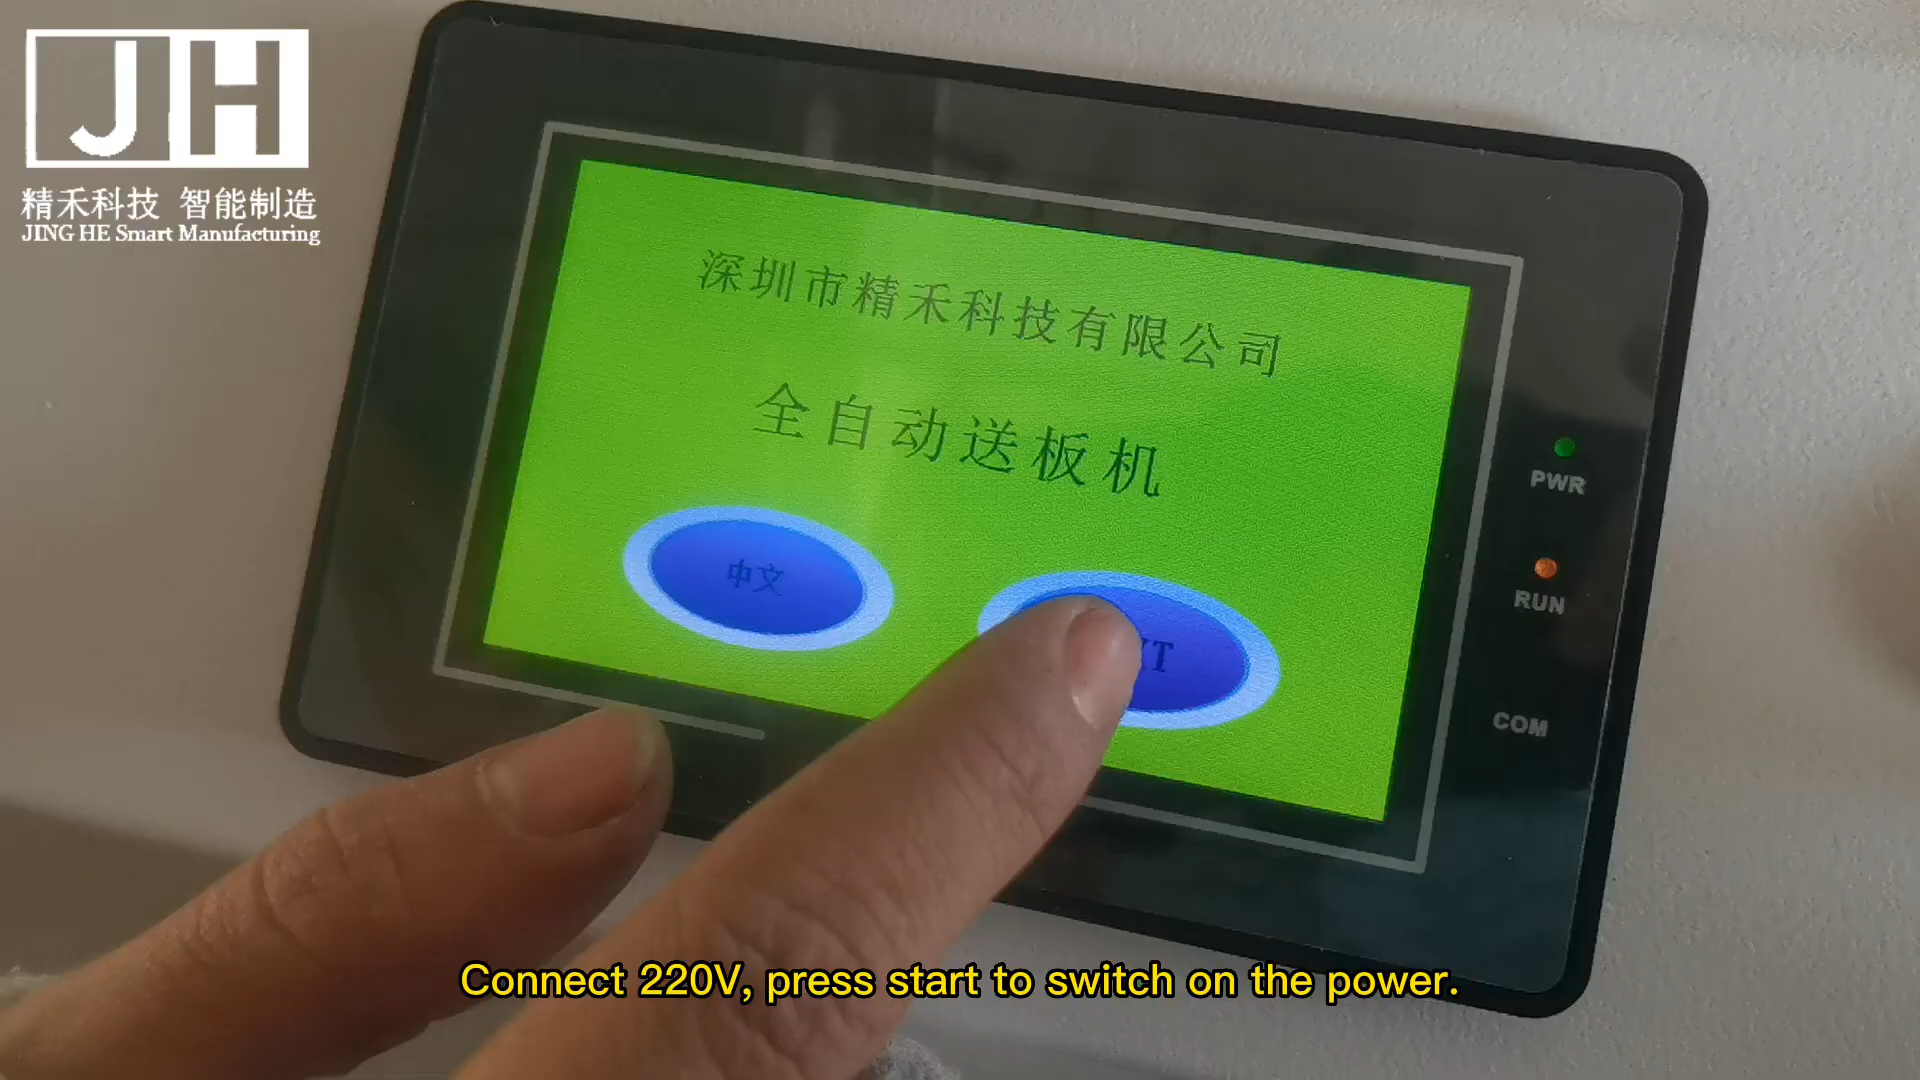 JH
精禾科技 智能制造
JING HE Smart Manufacturing
深圳市精禾科技有限公司
全自动送板机
中文
PWR
RUN
COM
Connect 220V, press start to switch on the power.